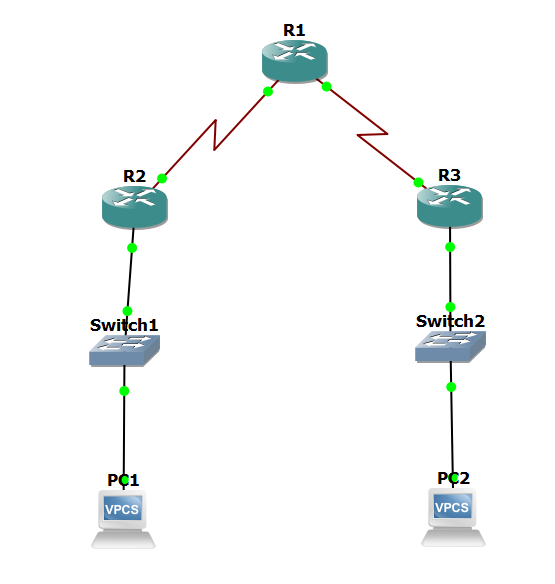 R1
R2
R3
Switch1
Switch2
PC1
PC2
VPCS
VPCS